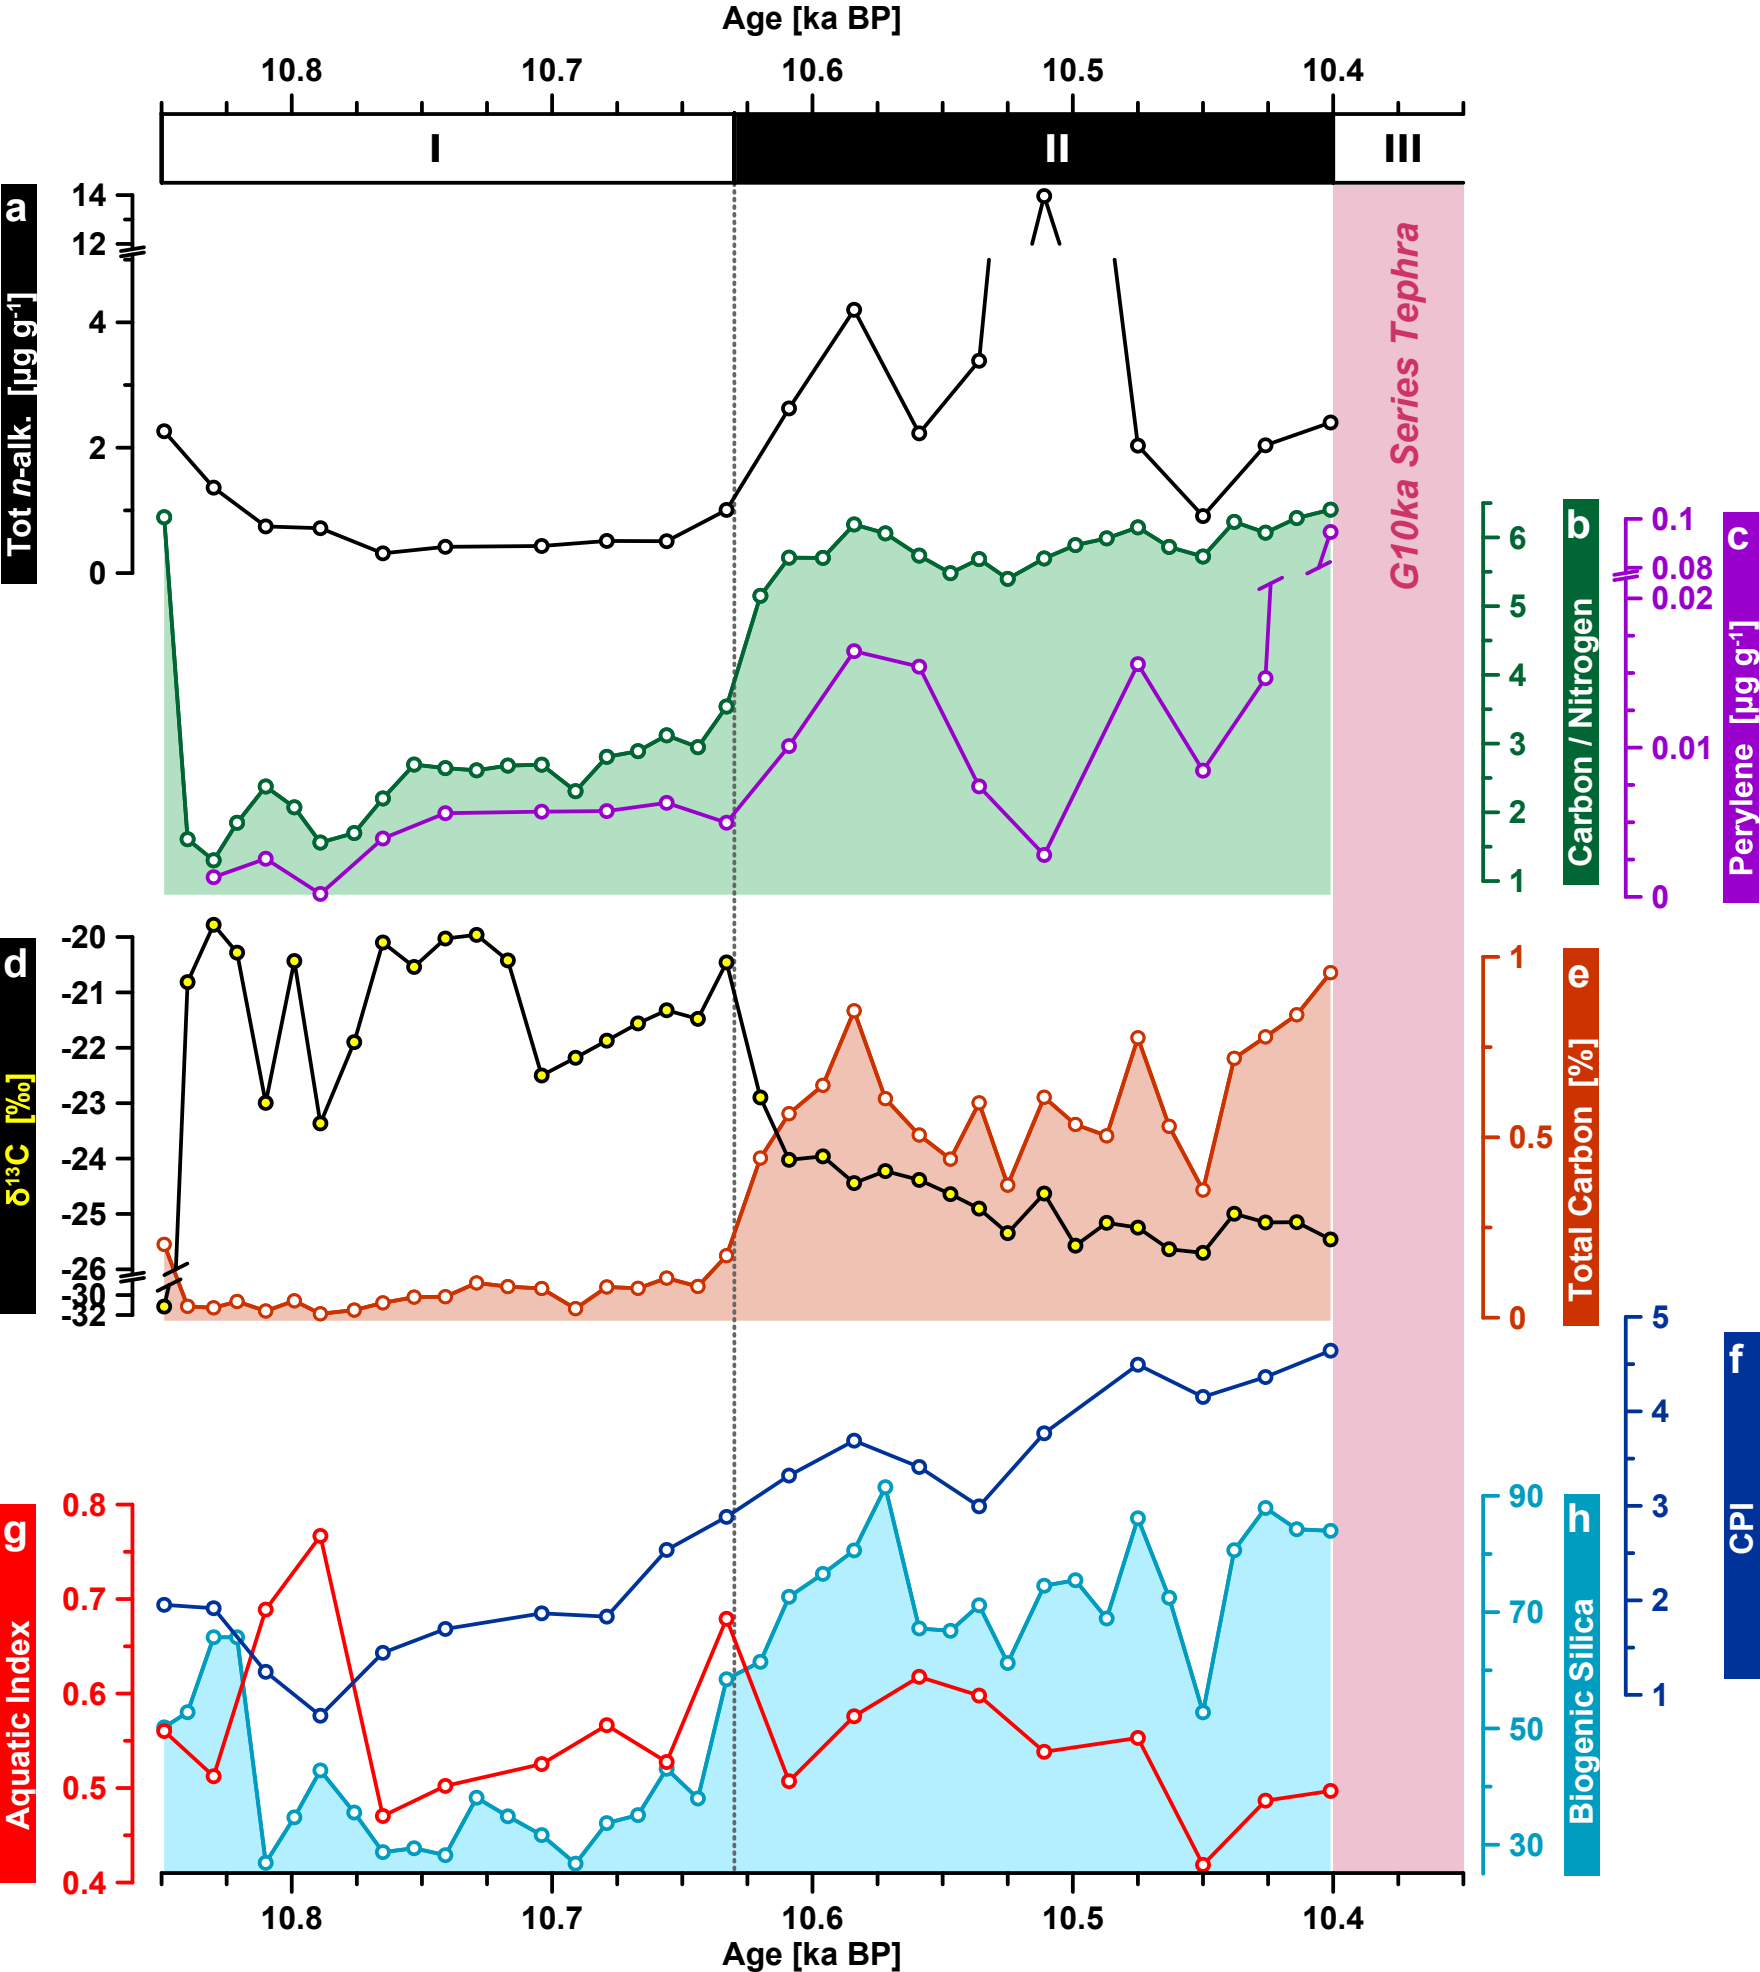 Age [ka BP]
10.8 10.7 10.6 10.5 10.4
I II III
a
Tot n-alk. [µg g-1]
14
12
4
2
0
G10ka Series Tephra
b
Carbon / Nitrogen
6
5
4
3
2
1
c
Perylene [µg g-1]
0.1
0.08
0.02
0.01
0
d
δ13C [‰]
-20
-21
-22
-23
-24
-25
-26
-30
-32
e
Total Carbon [%]
1
0.5
0
f
CPI
5
4
3
2
1
g
Aquatic Index
0.8
0.7
0.6
0.5
0.4
h
Biogenic Silica
90
70
50
30
10.8 10.7 10.6 10.5 10.4
Age [ka BP]